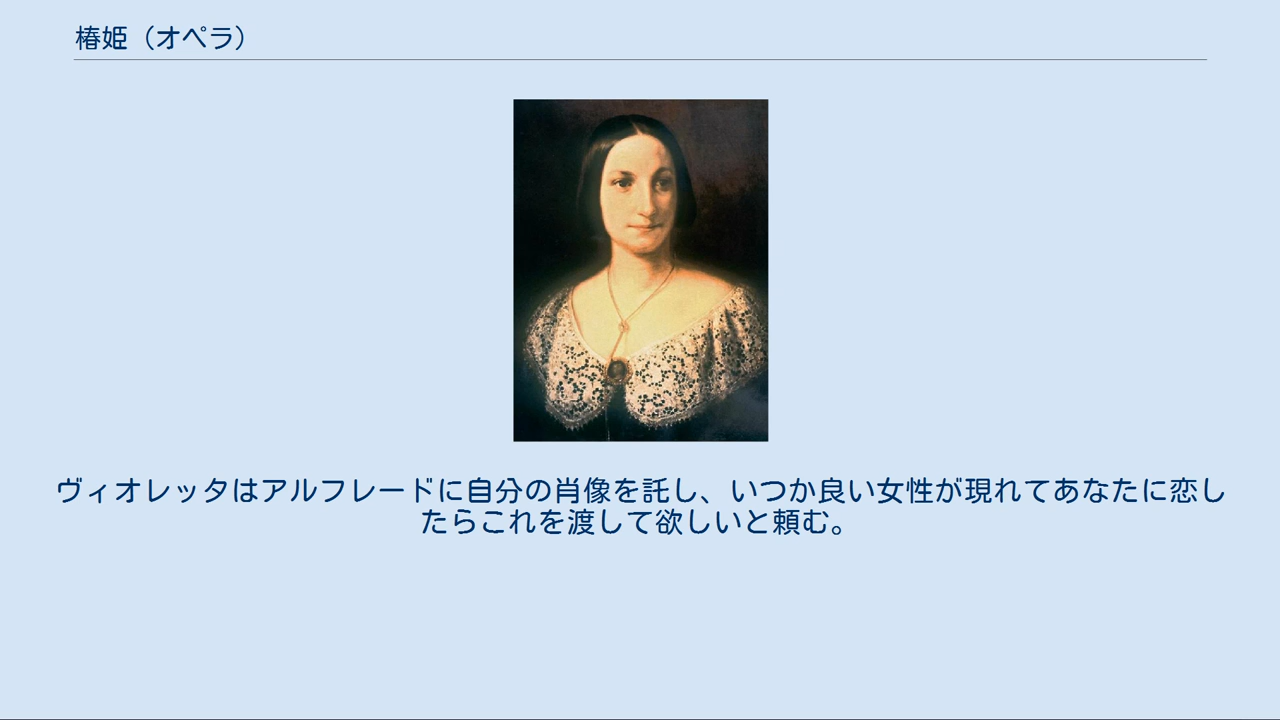 椿姫（オペラ）
ヴィオレッタはアルフレードに自分の肖像を託し、いつか良い女性が現れてあなたに恋し
たらこれを渡して欲しいと頼む。